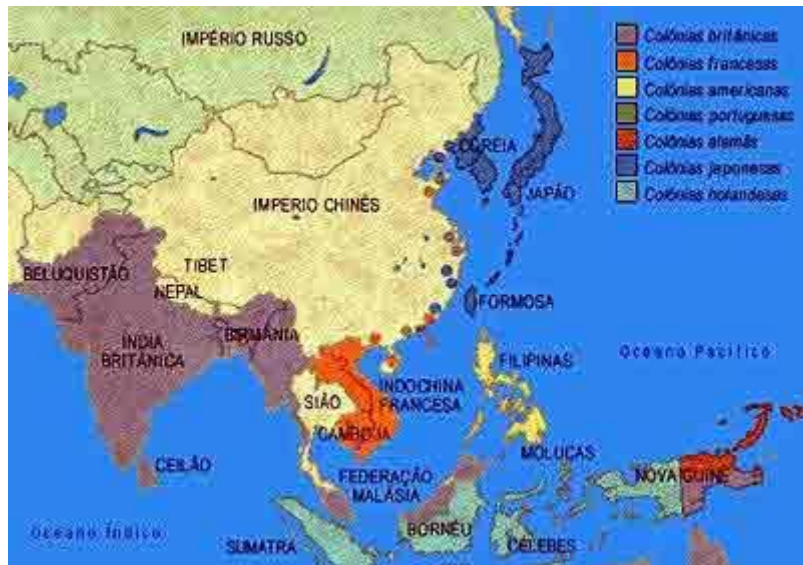 IMPÉRIO RUSSO
Colônias britânicas
Colônias francesas
Colônias americanas
Colônias portuguesas
Colônias alemãs
Colônias japonesas
Colônias holandesas
CORÉIA
JAPÃO
IMPERIO CHINÊS
TIBET
BELUQUISTÃO
NEPAL
FORMOSA
BIRMÂNIA
ÍNDIA
BRITÂNICA
FILIPINAS
Oceano Pacífico
INDOCHINA
FRANCESA
SIÃO
CAMBOJA
MOLUCAS
CEILÃO
FEDERAÇÃO
MALÁSIA
NOVA GUINÉ
Oceano Índico
BORNÉU
SUMATRA
CÉLEBES